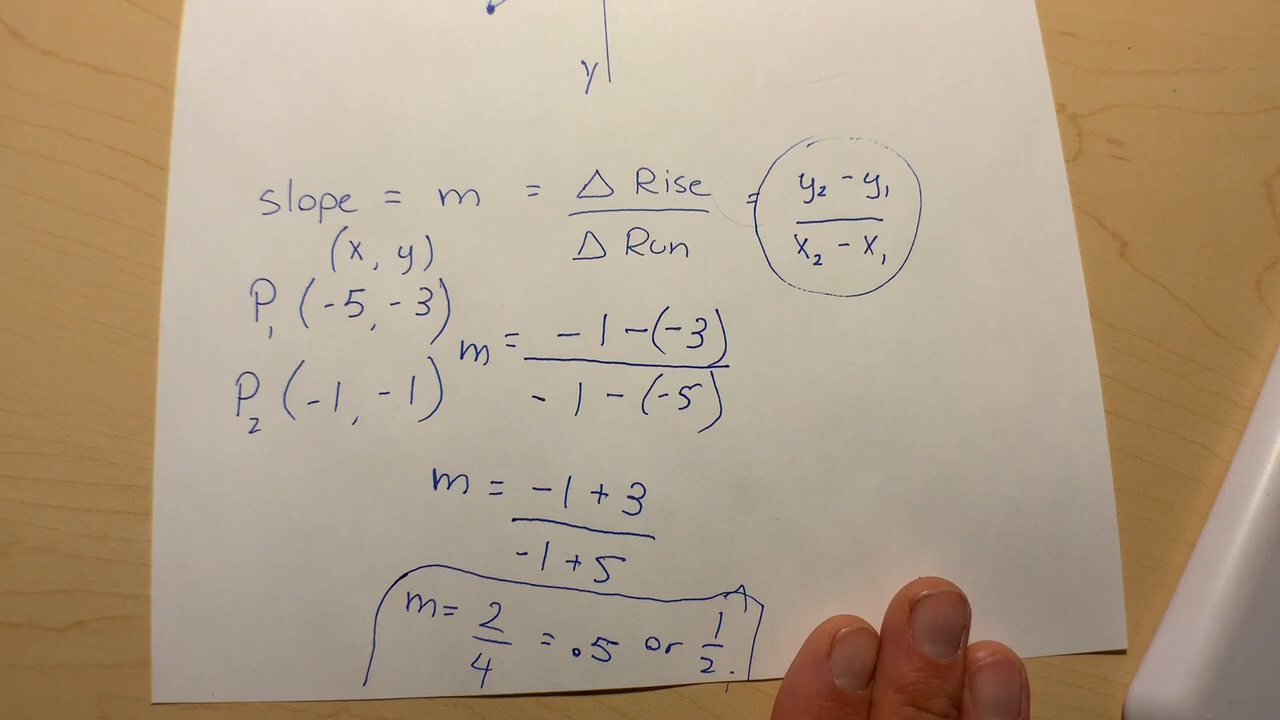 y
slope = m = Δ Rise / Δ Run = y₂ - y₁ / x₂ - x₁
(x, y)
P₁ (-5, -3)
m = -1 -(-3) / -1 -(-5)
P₂ (-1, -1)
m = -1 + 3 / -1 + 5
m = 2/4 = .5 or 1/2.